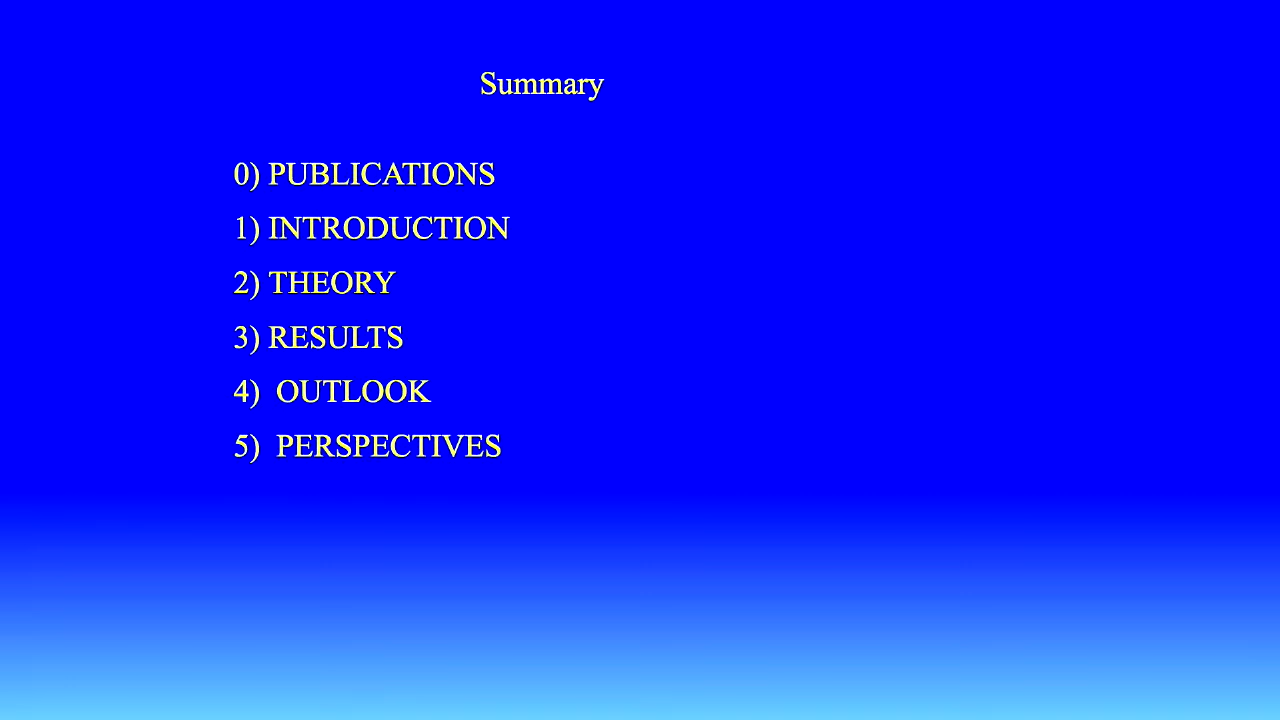 Summary
0) PUBLICATIONS
1) INTRODUCTION
2) THEORY
3) RESULTS
4)  OUTLOOK
5)  PERSPECTIVES